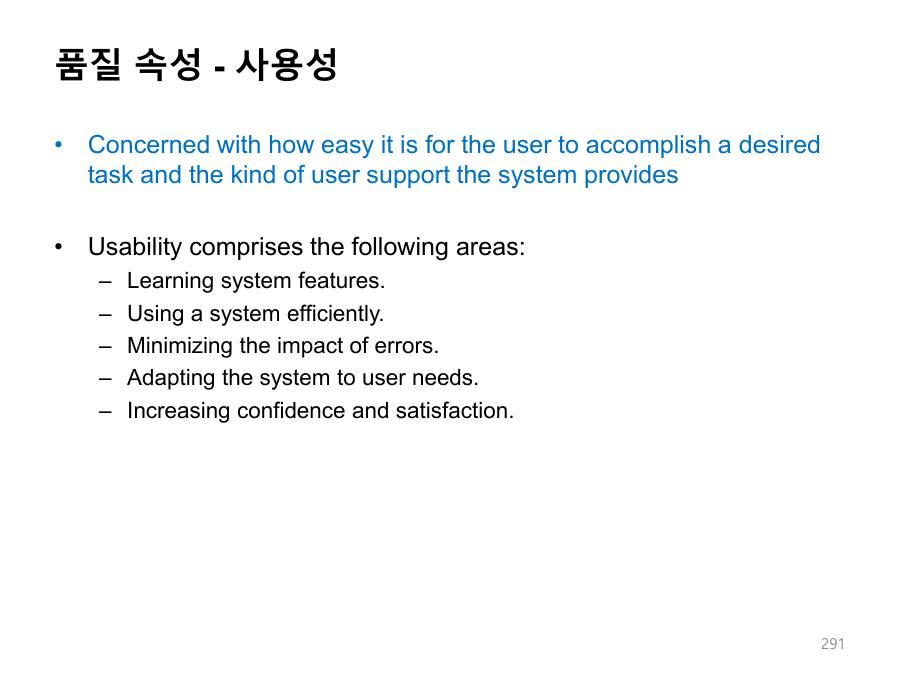 품질 속성 - 사용성
• Concerned with how easy it is for the user to accomplish a desired
task and the kind of user support the system provides
• Usability comprises the following areas:
– Learning system features.
– Using a system efficiently.
– Minimizing the impact of errors.
– Adapting the system to user needs.
– Increasing confidence and satisfaction.
291